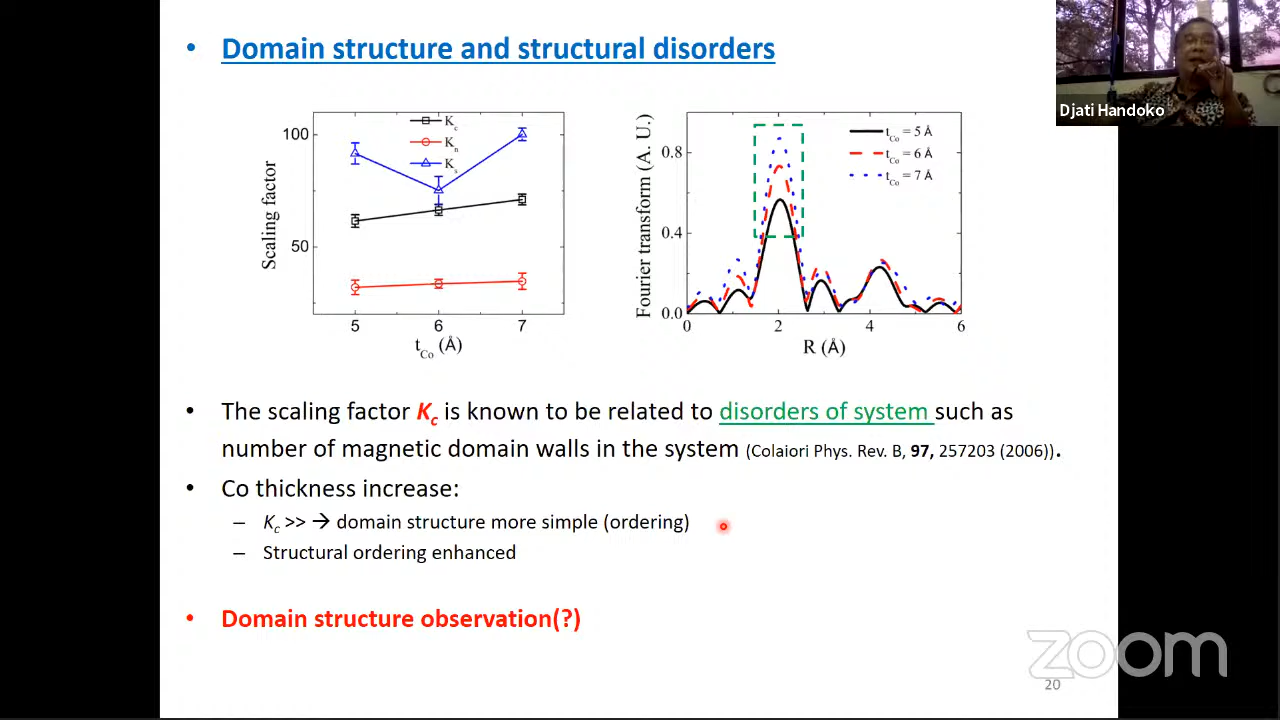 • Domain structure and structural disorders
Djati Handoko
100
50
5 6 7
Scaling factor
t_Co (Å)
K_c
K_n
K_s
0.8
0.4
0.0
0 2 4 6
Fourier transform (A. U.)
R (Å)
t_Co = 5 Å
t_Co = 6 Å
t_Co = 7 Å
• The scaling factor K_c is known to be related to disorders of system such as
number of magnetic domain walls in the system (Colaiori Phys. Rev. B, 97, 257203 (2006)).
• Co thickness increase:
– K_c >> → domain structure more simple (ordering)
– Structural ordering enhanced
• Domain structure observation(?)
zoom
20